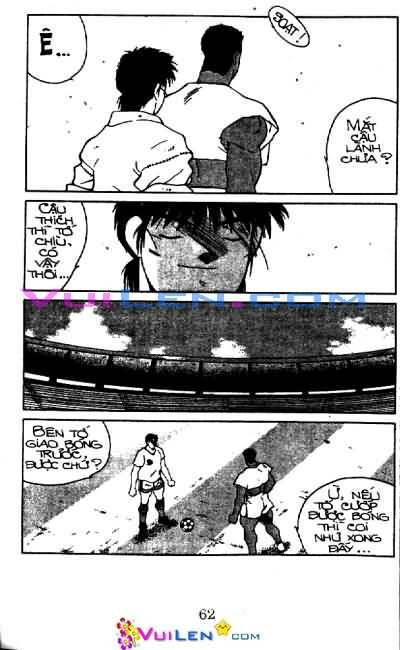 Ê...
SOẠT!
MẮT
CẬU
LÀNH
CHƯA?
CẬU
THÍCH
THÌ TỚ
CHIỀU,
CÓ
VẬY
THÔI...
VUILEN.COM
BÊN TỚ
GIAO BÓNG
TRƯỚC,
ĐƯỢC CHỨ?
Ừ, NẾU
TỚ CƯỚP
ĐƯỢC BÓNG
THÌ COI
NHƯ XONG
ĐẤY...
62
VUILEN.COM